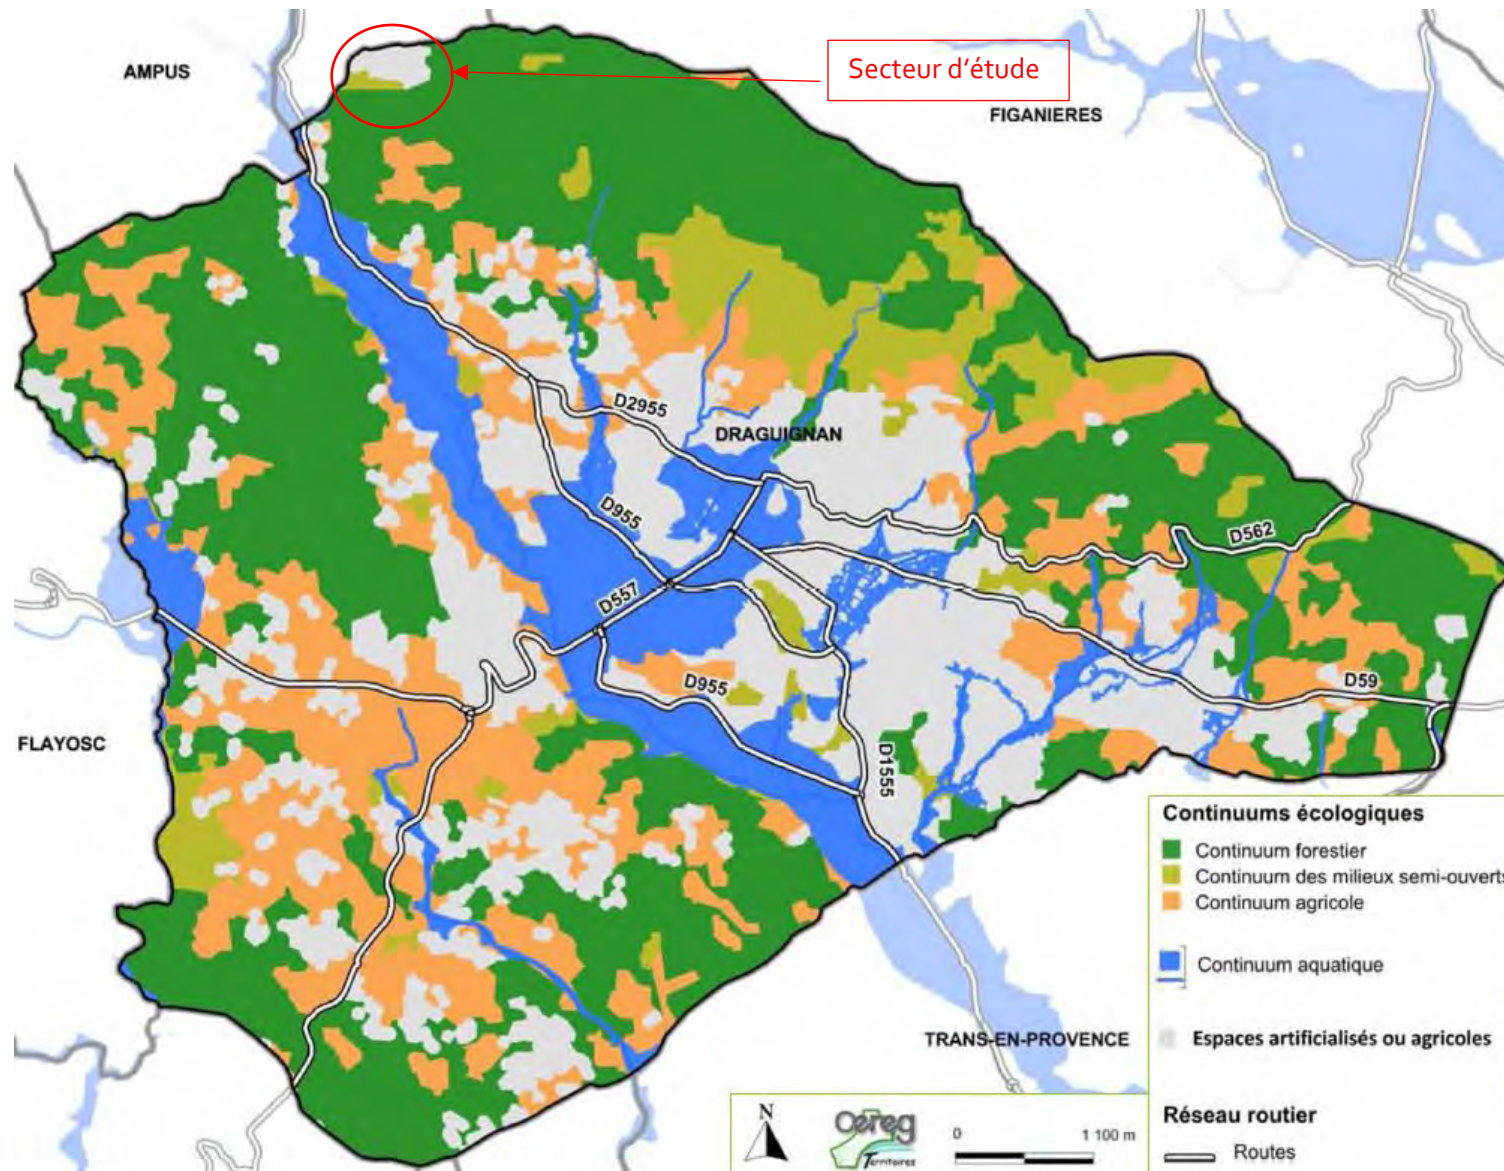 AMPUS
Secteur d'étude
FIGANIERES
D2955
DRAGUIGNAN
D955
D562
D557
D955
D59
FLAYOSC
D1555
Continuums écologiques
Continuum forestier
Continuum des milieux semi-ouverts
Continuum agricole
Continuum aquatique
TRANS-EN-PROVENCE
Espaces artificialisés ou agricoles
N
Cereg
Territoires
0 1 100 m
Réseau routier
Routes